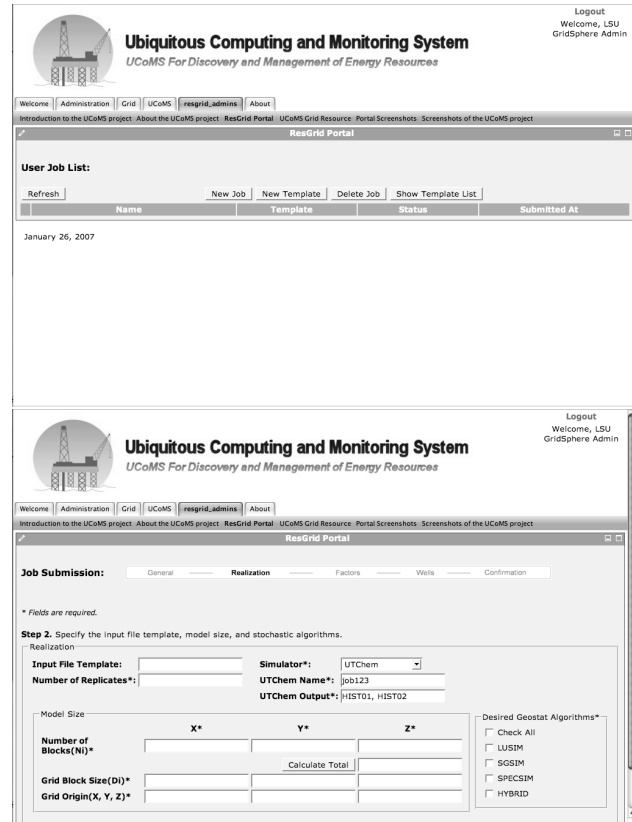 Logout
Welcome, LSU
GridSphere Admin
Ubiquitous Computing and Monitoring System
UCoMS For Discovery and Management of Energy Resources
Welcome Administration Grid UCoMS resgrid_admins About
Introduction to the UCoMS project About the UCoMS project ResGrid Portal UCoMS Grid Resource Portal Screenshots Screenshots of the UCoMS project
ResGrid Portal
User Job List:
Refresh New Job New Template Delete Job Show Template List
Name Template Status Submitted At
January 26, 2007
Logout
Welcome, LSU
GridSphere Admin
Ubiquitous Computing and Monitoring System
UCoMS For Discovery and Management of Energy Resources
Welcome Administration Grid UCoMS resgrid_admins About
Introduction to the UCoMS project About the UCoMS project ResGrid Portal UCoMS Grid Resource Portal Screenshots Screenshots of the UCoMS project
ResGrid Portal
Job Submission: General Realization Factors Wells Confirmation
* Fields are required.
Step 2. Specify the input file template, model size, and stochastic algorithms.
Realization
Input File Template: Simulator*: UTChem
Number of Replicates*: UTChem Name*: job123
UTChem Output*: HIST01, HIST02
Model Size
X* Y* Z*
Number of
Blocks(Ni)*
Calculate Total
Grid Block Size(Di)*
Grid Origin(X, Y, Z)*
Desired Geostat Algorithms*
Check All
LUSIM
SGSIM
SPECSIM
HYBRID